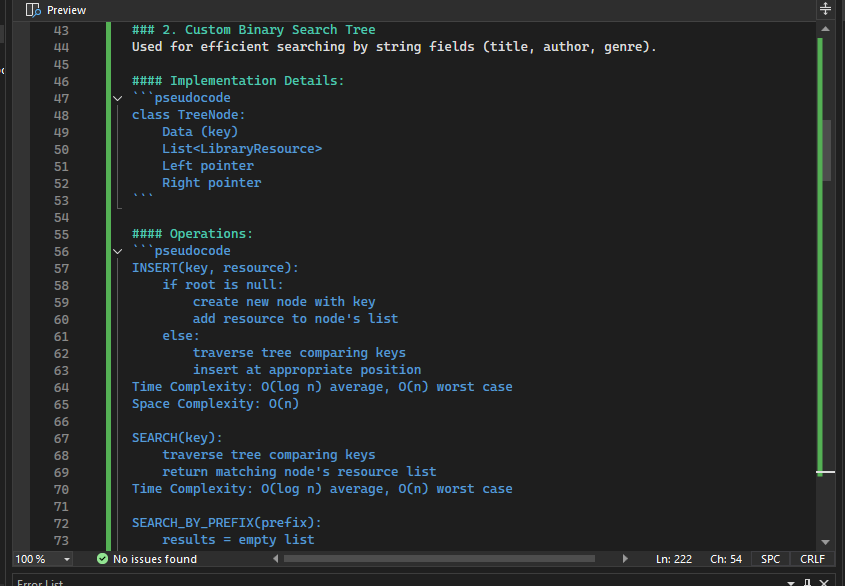 Preview
43 ### 2. Custom Binary Search Tree
44 Used for efficient searching by string fields (title, author, genre).
45
46 #### Implementation Details:
47 ```pseudocode
48 class TreeNode:
49     Data (key)
50     List<LibraryResource>
51     Left pointer
52     Right pointer
53 ```
54
55 #### Operations:
56 ```pseudocode
57 INSERT(key, resource):
58     if root is null:
59         create new node with key
60         add resource to node's list
61     else:
62         traverse tree comparing keys
63         insert at appropriate position
64 Time Complexity: O(log n) average, O(n) worst case
65 Space Complexity: O(n)
66
67 SEARCH(key):
68     traverse tree comparing keys
69     return matching node's resource list
70 Time Complexity: O(log n) average, O(n) worst case
71
72 SEARCH_BY_PREFIX(prefix):
73     results = empty list
100 % No issues found Ln: 222 Ch: 54 SPC CRLF
Error List